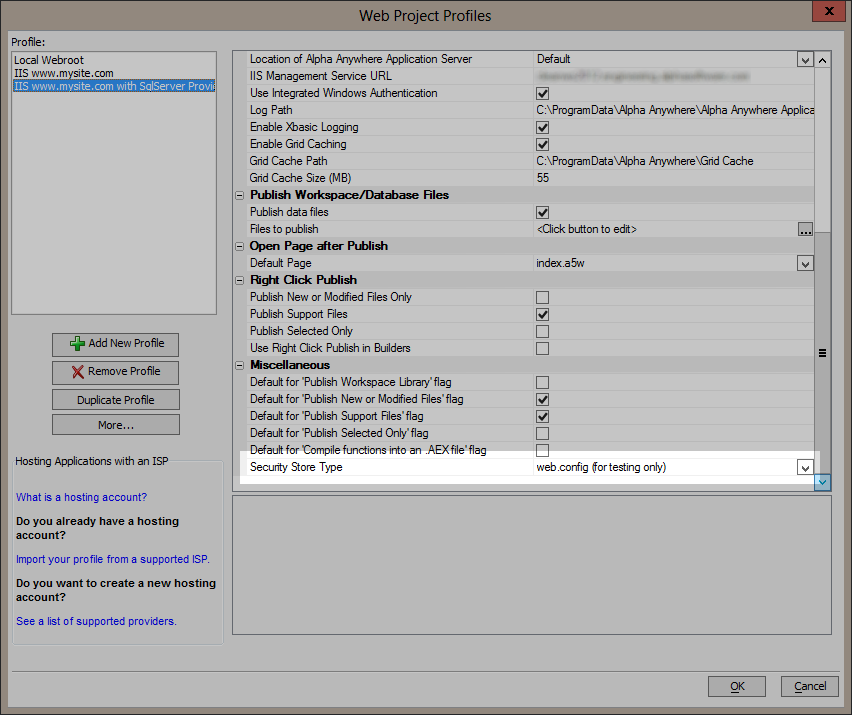 Web Project Profiles
x
Profile:
Local Webroot
IIS www.mysite.com
IIS www.mysite.com with SqlServer Provi
Add New Profile
Remove Profile
Duplicate Profile
More...
Hosting Applications with an ISP
What is a hosting account?
Do you already have a hosting
account?
Import your profile from a supported ISP.
Do you want to create a new hosting
account?
See a list of supported providers.
Location of Alpha Anywhere Application Server Default
IIS Management Service URL
Use Integrated Windows Authentication
Log Path C:\ProgramData\Alpha Anywhere\Alpha Anywhere Applica
Enable Xbasic Logging
Enable Grid Caching
Grid Cache Path C:\ProgramData\Alpha Anywhere\Grid Cache
Grid Cache Size (MB) 55
Publish Workspace/Database Files
Publish data files
Files to publish <Click button to edit> ...
Open Page after Publish
Default Page index.a5w
Right Click Publish
Publish New or Modified Files Only
Publish Support Files
Publish Selected Only
Use Right Click Publish in Builders
Miscellaneous
Default for 'Publish Workspace Library' flag
Default for 'Publish New or Modified Files' flag
Default for 'Publish Support Files' flag
Default for 'Publish Selected Only' flag
Default for 'Compile functions into an .AEX file' flag
Security Store Type web.config (for testing only)
OK
Cancel